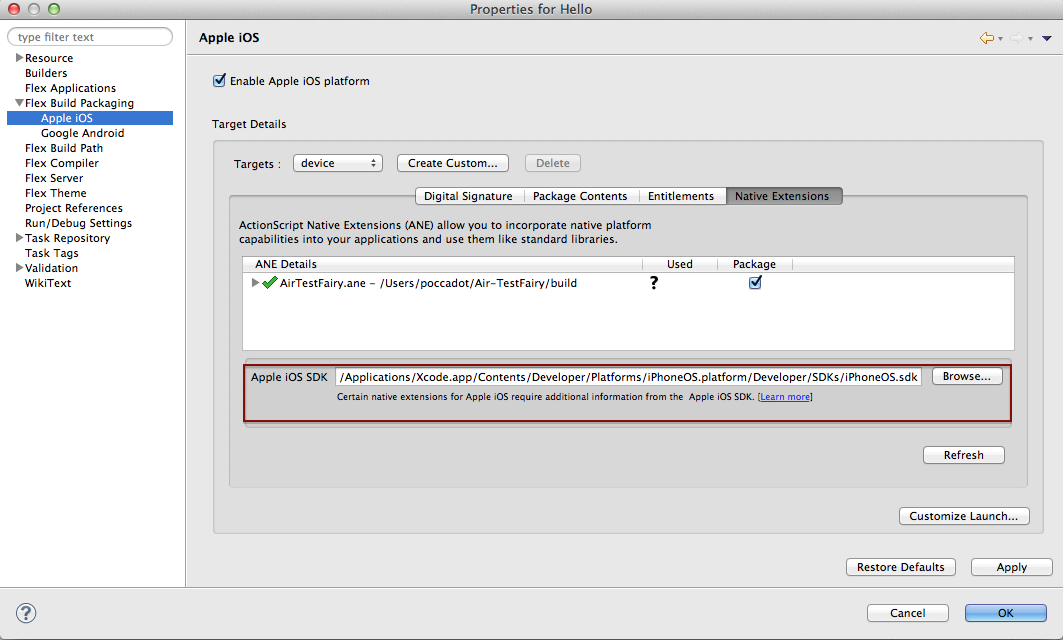 Properties for Hello
type filter text
Resource
Builders
Flex Applications
Flex Build Packaging
Apple iOS
Google Android
Flex Build Path
Flex Compiler
Flex Server
Flex Theme
Project References
Run/Debug Settings
Task Repository
Task Tags
Validation
WikiText
Apple iOS
Enable Apple iOS platform
Target Details
Targets : device Create Custom... Delete
Digital Signature Package Contents Entitlements Native Extensions
ActionScript Native Extensions (ANE) allow you to incorporate native platform
capabilities into your applications and use them like standard libraries.
ANE Details Used Package
AirTestFairy.ane - /Users/poccadot/Air-TestFairy/build ?
Apple iOS SDK /Applications/Xcode.app/Contents/Developer/Platforms/iPhoneOS.platform/Developer/SDKs/iPhoneOS.sdk Browse...
Certain native extensions for Apple iOS require additional information from the Apple iOS SDK. [Learn more]
Refresh
Customize Launch...
Restore Defaults Apply
? Cancel OK